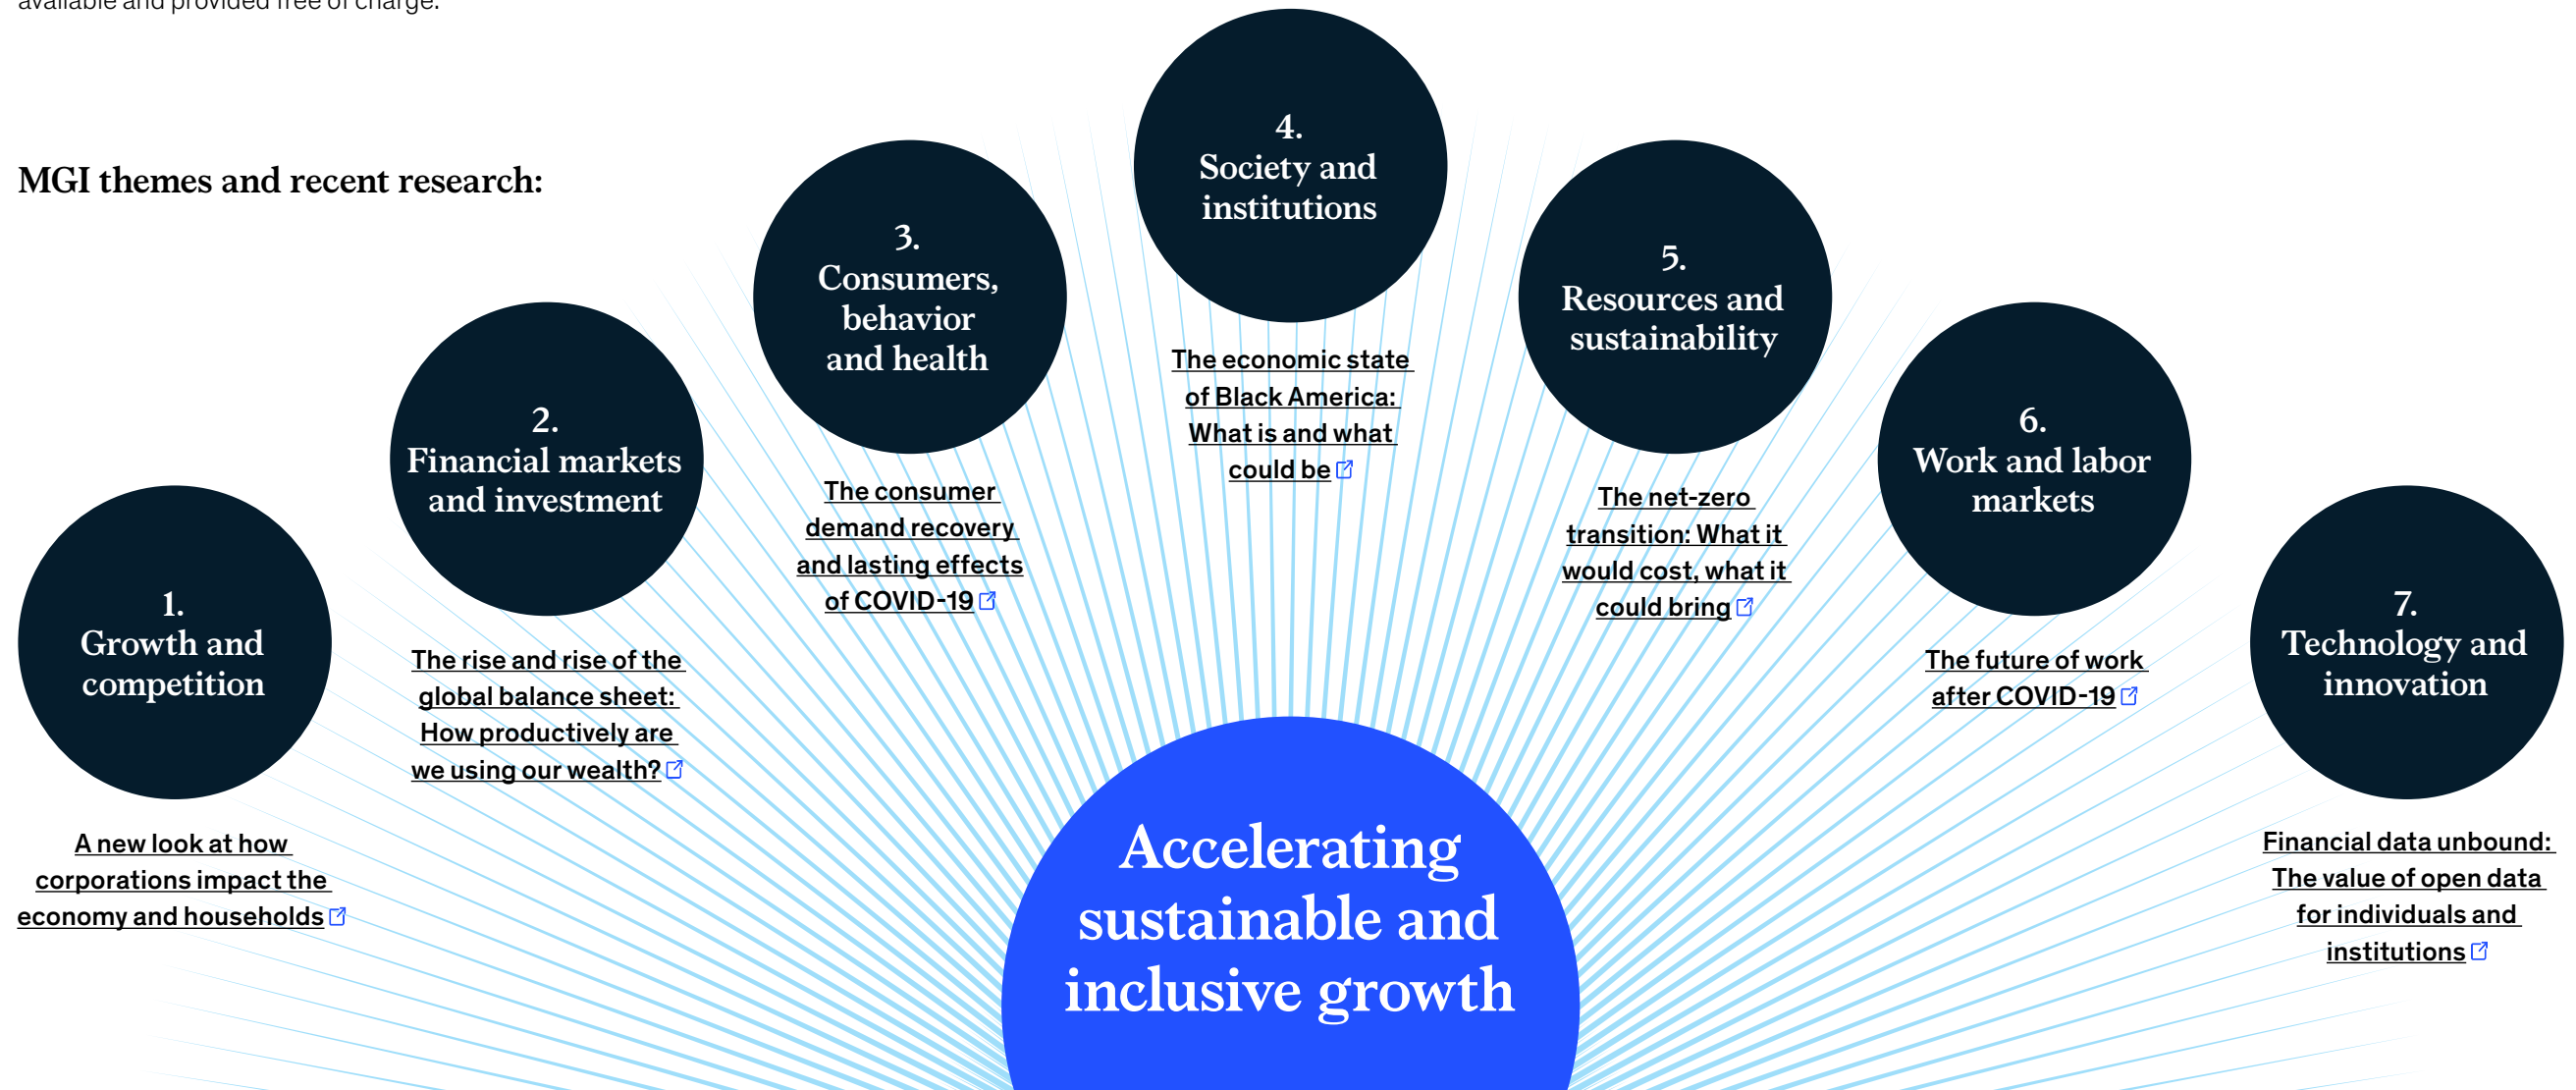 available and provided free of charge.
MGI themes and recent research:
1.
Growth and
competition
A new look at how
corporations impact the
economy and households
2.
Financial markets
and investment
The rise and rise of the
global balance sheet:
How productively are
we using our wealth?
3.
Consumers,
behavior
and health
The consumer
demand recovery
and lasting effects
of COVID-19
4.
Society and
institutions
The economic state
of Black America:
What is and what
could be
5.
Resources and
sustainability
The net-zero
transition: What it
would cost, what it
could bring
6.
Work and labor
markets
The future of work
after COVID-19
7.
Technology and
innovation
Financial data unbound:
The value of open data
for individuals and
institutions
Accelerating
sustainable and
inclusive growth